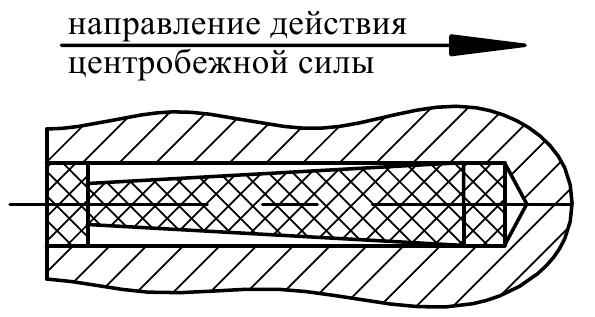 направление действия
центробежной силы